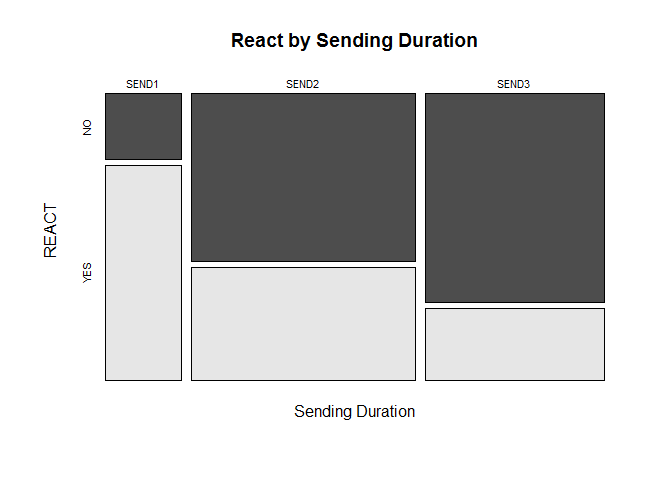 React by Sending Duration
SEND1 SEND2 SEND3
NO
REACT
YES
Sending Duration